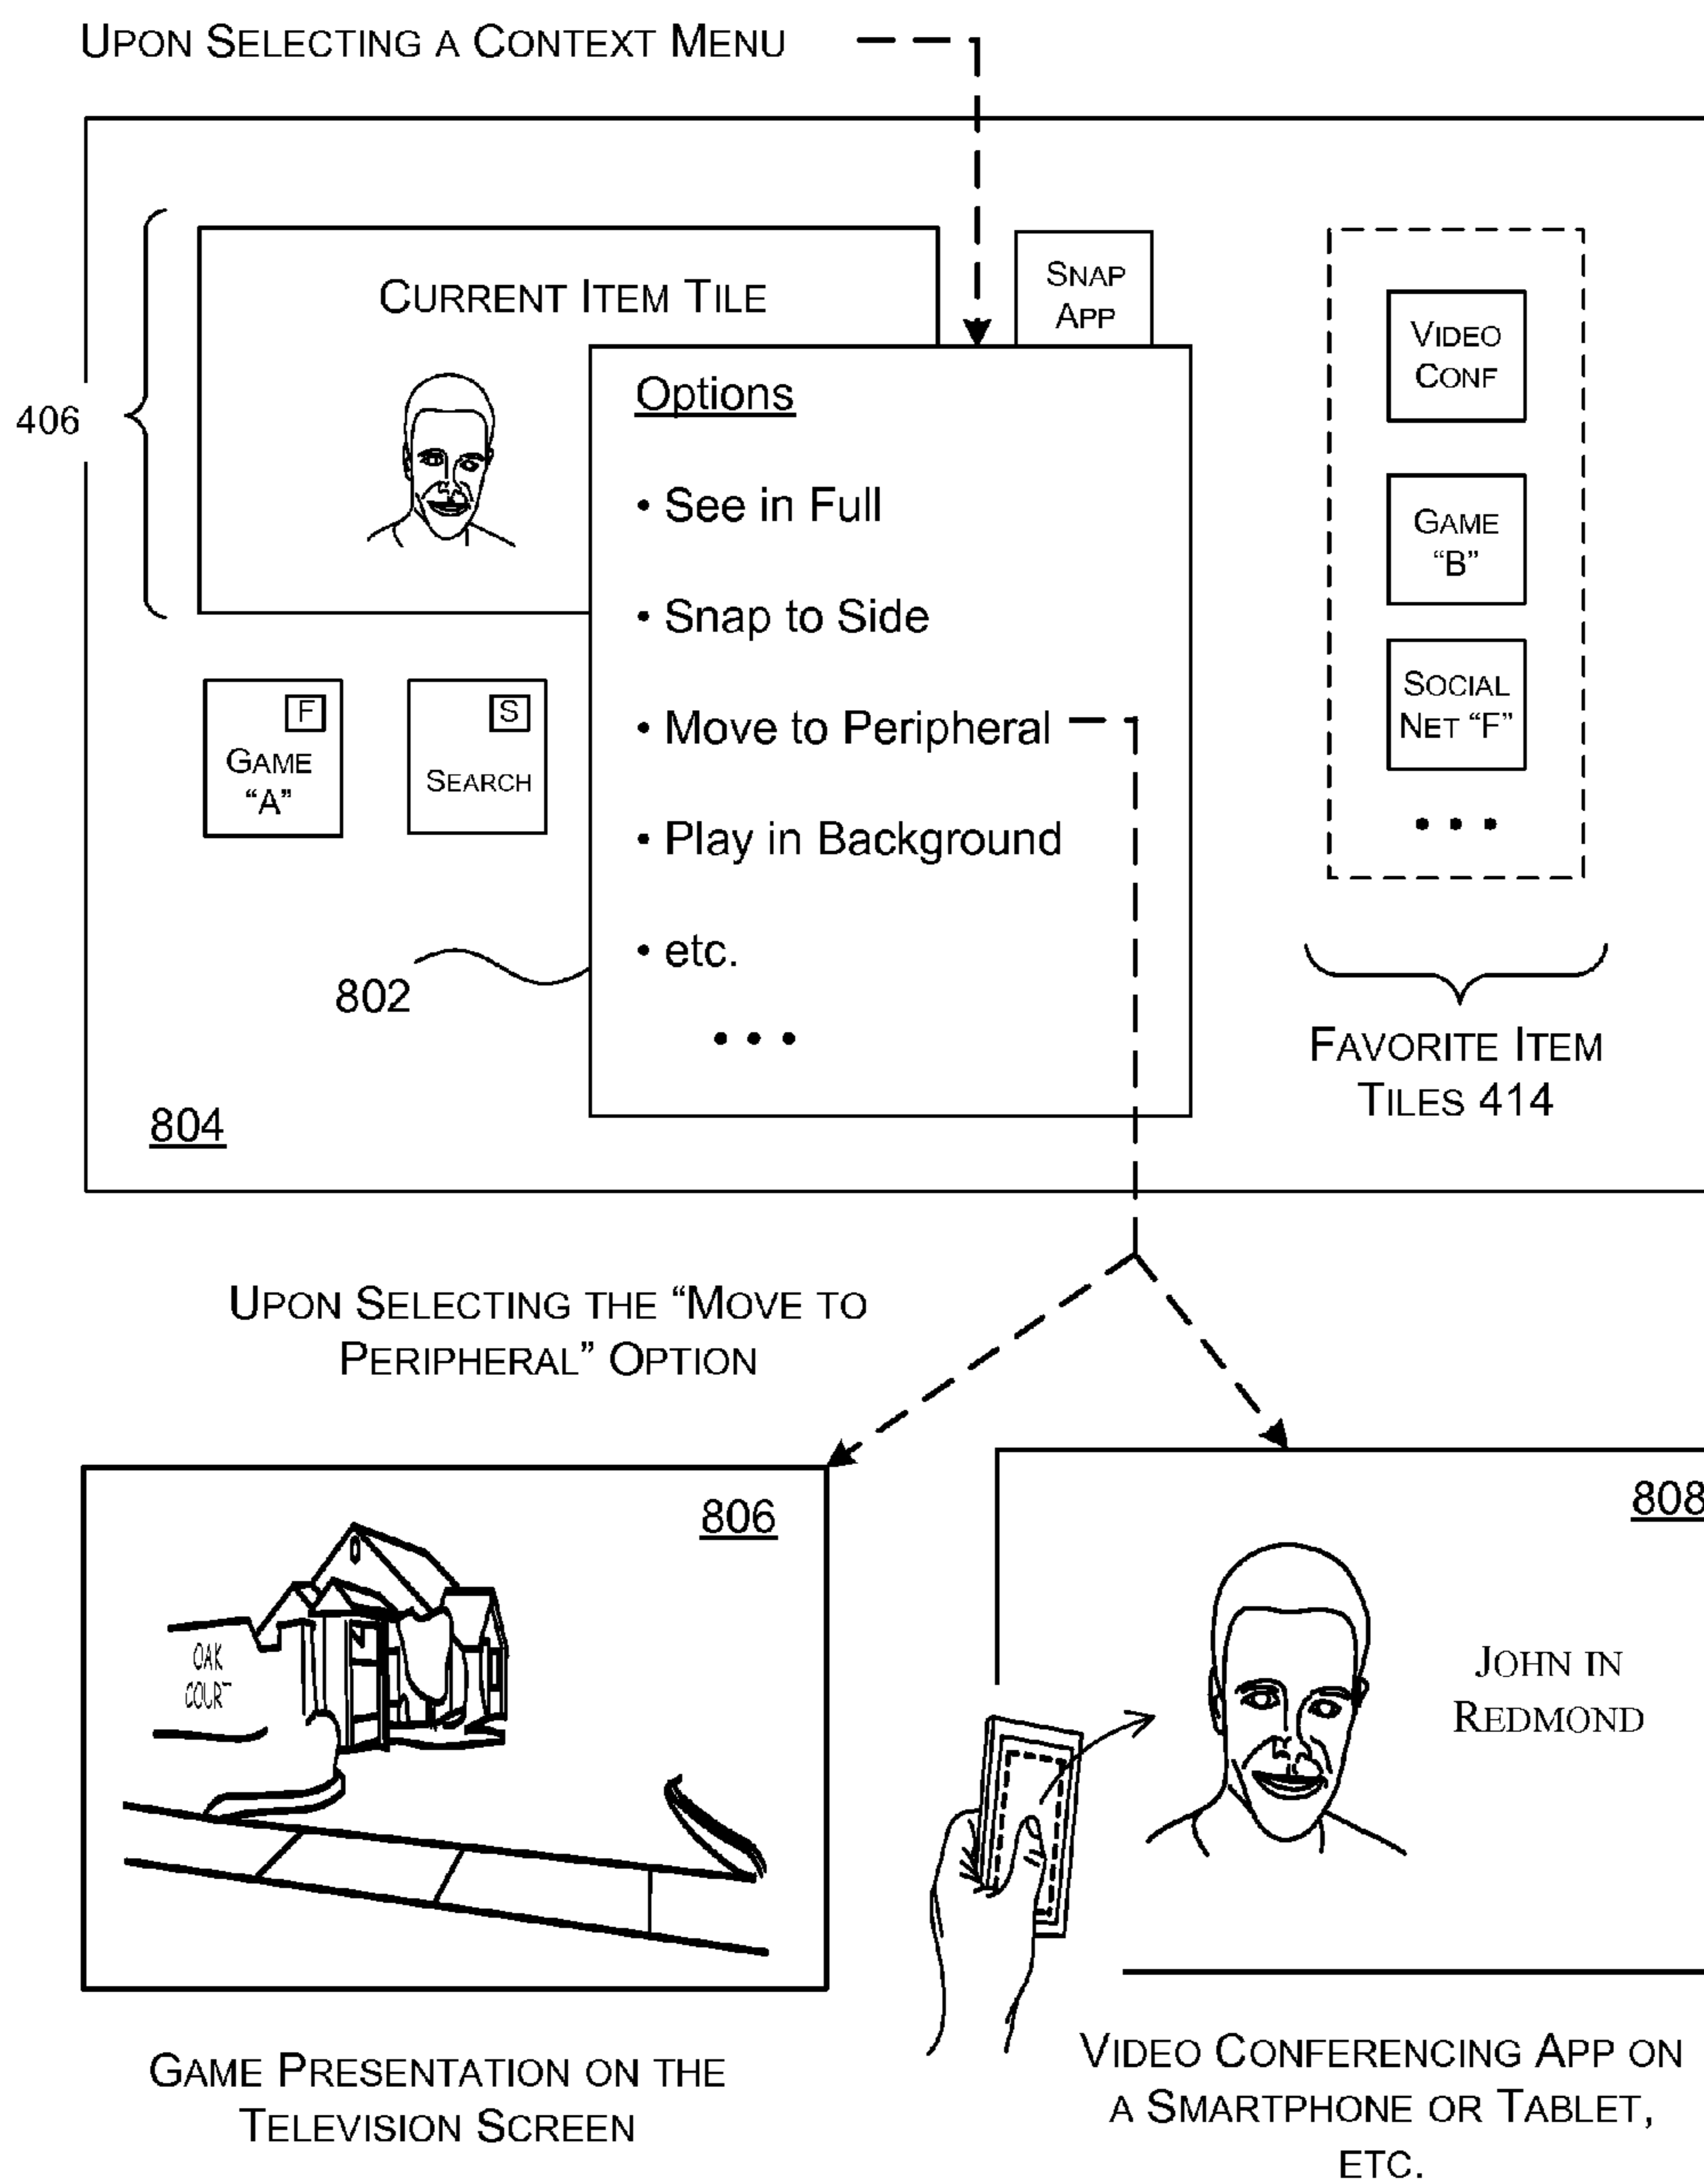 UPON SELECTING A CONTEXT MENU
CURRENT ITEM TILE
SNAP
APP
406
Options
• See in Full
• Snap to Side
• Move to Peripheral
• Play in Background
• etc.
• • •
VIDEO
CONF
GAME
“B”
SOCIAL
NET “F”
• • •
F
GAME
“A”
S
SEARCH
802
FAVORITE ITEM
TILES 414
804
UPON SELECTING THE “MOVE TO
PERIPHERAL” OPTION
806
OAK
COURT
808
JOHN IN
REDMOND
GAME PRESENTATION ON THE
TELEVISION SCREEN
VIDEO CONFERENCING APP ON
A SMARTPHONE OR TABLET,
ETC.